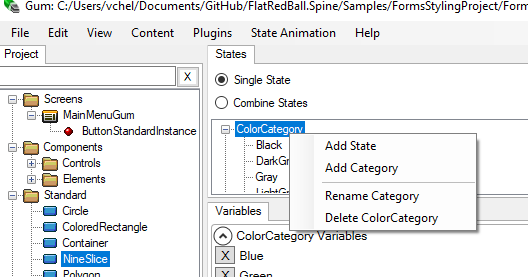 Gum: C:/Users/vchel/Documents/GitHub/FlatRedBall.Spine/Samples/FormsStylingProject/Form
File Edit View Content Plugins State Animation Help
Project
X
Screens
MainMenuGum
ButtonStandardInstance
Components
Controls
Elements
Standard
Circle
ColoredRectangle
Container
NineSlice
Polygon
States
Single State
Combine States
ColorCategory
Black
DarkGr
Gray
LightGr
Add State
Add Category
Rename Category
Delete ColorCategory
Variables
ColorCategory Variables
X Blue
X Green